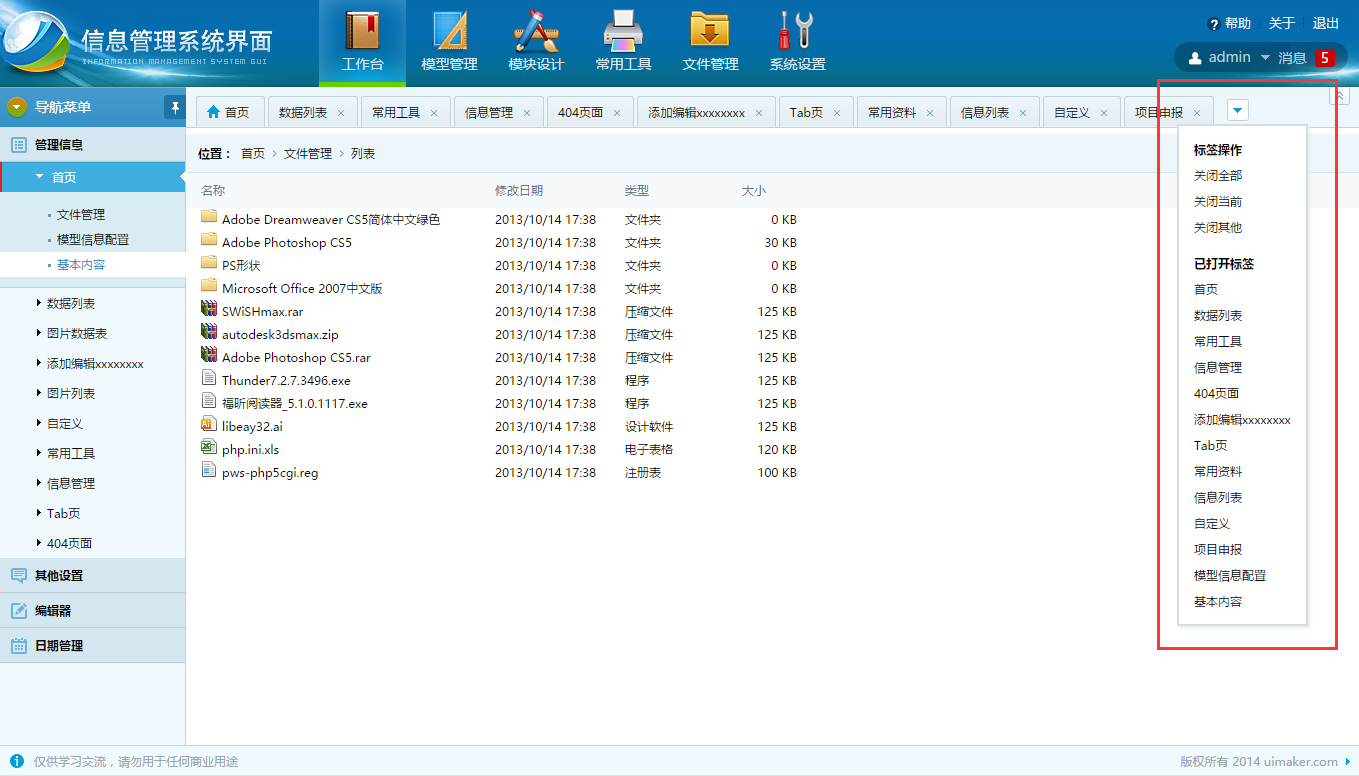 信息管理系统界面
INFORMATION MANAGEMENT SYSTEM GUI
工作台 模型管理 模块设计 常用工具 文件管理 系统设置
帮助 关于 退出
admin 消息 5
导航菜单
管理信息
首页
文件管理
模型信息配置
基本内容
数据列表
图片数据表
添加编辑xxxxxxxx
图片列表
自定义
常用工具
信息管理
Tab页
404页面
其他设置
编辑器
日期管理
首页 数据列表 常用工具 信息管理 404页面 添加编辑xxxxxxxx Tab页 常用资料 信息列表 自定义 项目申报
位置： 首页 > 文件管理 > 列表
名称 修改日期 类型 大小
Adobe Dreamweaver CS5简体中文绿色 2013/10/14 17:38 文件夹 0 KB
Adobe Photoshop CS5 2013/10/14 17:38 文件夹 30 KB
PS形状 2013/10/14 17:38 文件夹 0 KB
Microsoft Office 2007中文版 2013/10/14 17:38 文件夹 0 KB
SWiSHmax.rar 2013/10/14 17:38 压缩文件 125 KB
autodesk3dsmax.zip 2013/10/14 17:38 压缩文件 125 KB
Adobe Photoshop CS5.rar 2013/10/14 17:38 压缩文件 125 KB
Thunder7.2.7.3496.exe 2013/10/14 17:38 程序 125 KB
福昕阅读器_5.1.0.1117.exe 2013/10/14 17:38 程序 125 KB
libeay32.ai 2013/10/14 17:38 设计软件 125 KB
php.ini.xls 2013/10/14 17:38 电子表格 120 KB
pws-php5cgi.reg 2013/10/14 17:38 注册表 100 KB
标签操作
关闭全部
关闭当前
关闭其他
已打开标签
首页
数据列表
常用工具
信息管理
404页面
添加编辑xxxxxxxx
Tab页
常用资料
信息列表
自定义
项目申报
模型信息配置
基本内容
仅供学习交流，请勿用于任何商业用途
版权所有 2014 uimaker.com